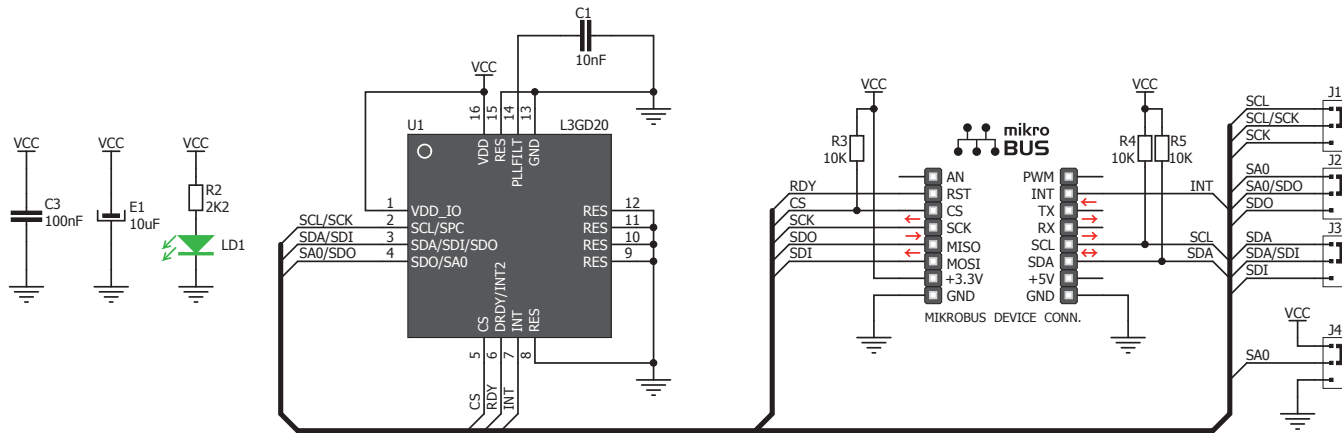 C1
10nF
VCC
16
15
14
13
U1
L3GD20
VDD
RES
PLLFILT
GND
1
VDD_IO
SCL/SCK
2
SCL/SPC
SDA/SDI
3
SDA/SDI/SDO
SA0/SDO
4
SDO/SA0
RES
12
RES
11
RES
10
RES
9
CS
DRDY/INT2
INT
RES
5
6
7
8
CS
RDY
INT
VCC
C3
100nF
VCC
E1
10uF
VCC
R2
2K2
LD1
VCC
R3
10K
mikro
BUS
VCC
R4
10K
R5
10K
RDY
CS
SCK
SDO
SDI
AN
RST
CS
SCK
MISO
MOSI
+3.3V
GND
PWM
INT
TX
RX
SCL
SDA
+5V
GND
INT
SCL
SDA
MIKROBUS DEVICE CONN.
J1
SCL
SCL/SCK
SCK
J2
SA0
SA0/SDO
SDO
J3
SDA
SDA/SDI
SDI
VCC
J4
SA0